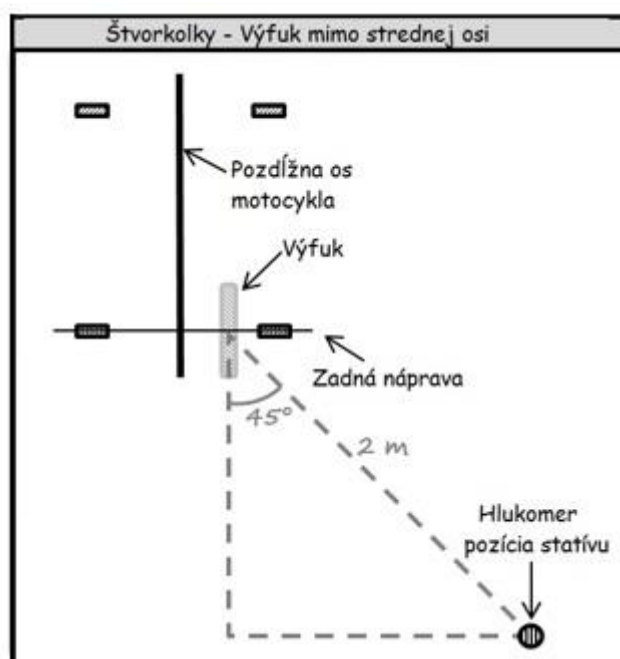 Štvorkolky - Výfuk mimo strednej osi
Pozdĺžna os
motocykla
Výfuk
Zadná náprava
45°
2 m
Hlukomer
pozícia statívu